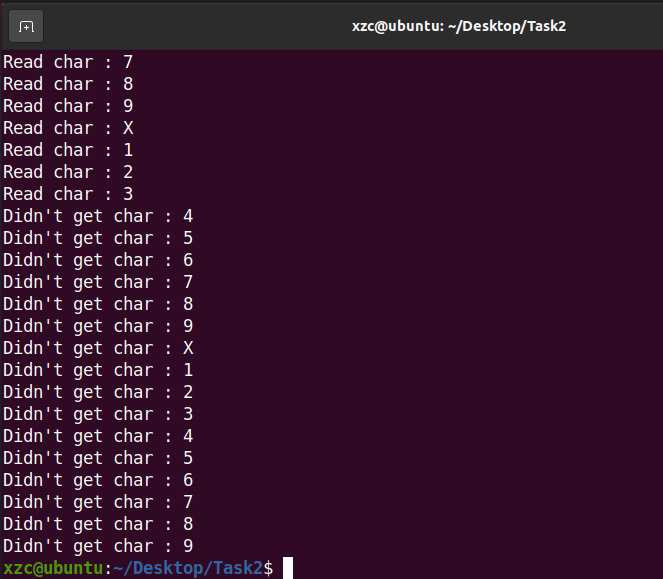 xzc@ubuntu: ~/Desktop/Task2
Read char : 7
Read char : 8
Read char : 9
Read char : X
Read char : 1
Read char : 2
Read char : 3
Didn't get char : 4
Didn't get char : 5
Didn't get char : 6
Didn't get char : 7
Didn't get char : 8
Didn't get char : 9
Didn't get char : X
Didn't get char : 1
Didn't get char : 2
Didn't get char : 3
Didn't get char : 4
Didn't get char : 5
Didn't get char : 6
Didn't get char : 7
Didn't get char : 8
Didn't get char : 9
xzc@ubuntu:~/Desktop/Task2$